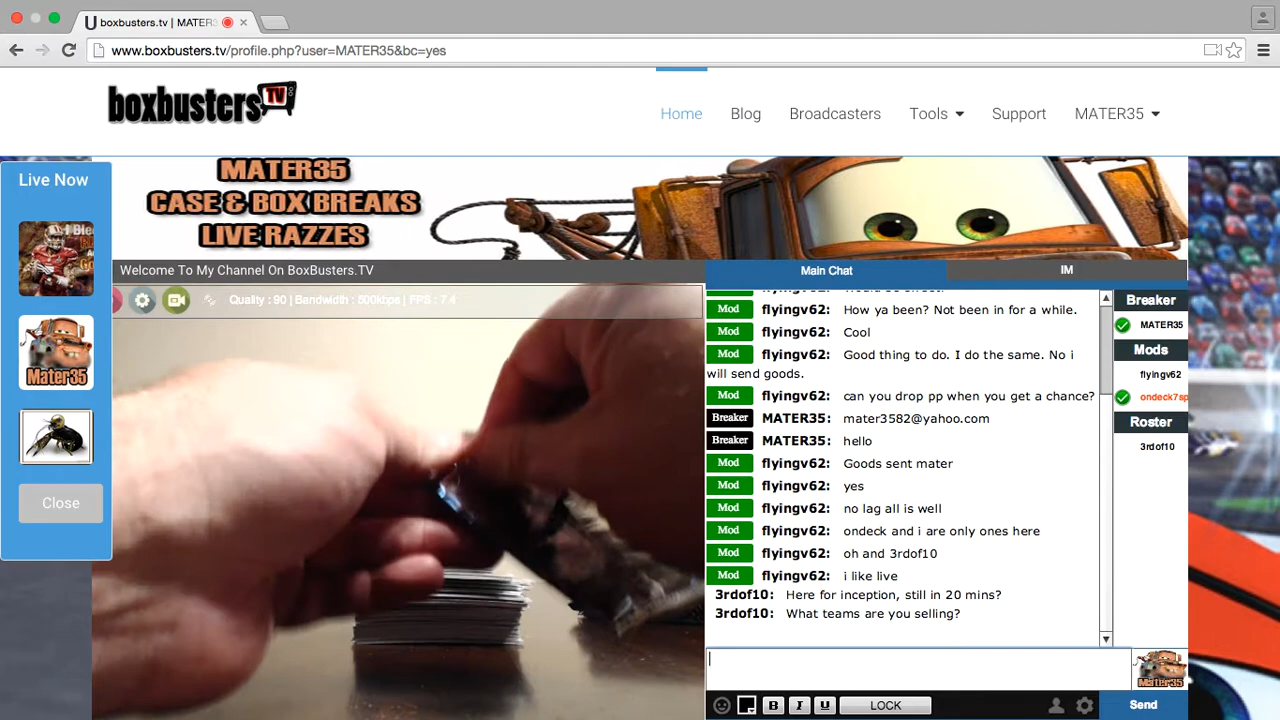 boxbusters.tv | MATER3
www.boxbusters.tv/profile.php?user=MATER35&bc=yes
boxbusters TV
Home Blog Broadcasters Tools Support MATER35
Live Now
MATER35
CASE & BOX BREAKS
LIVE RAZZES
Mater35
Close
Welcome To My Channel On BoxBusters.TV
Quality : 90 | Bandwidth : 500kbps | FPS : 7.4
Main Chat IM
Mod flyingv62: How ya been? Not been in for a while.
Mod flyingv62: Cool
Mod flyingv62: Good thing to do. I do the same. No i
will send goods.
Mod flyingv62: can you drop pp when you get a chance?
Breaker MATER35: mater3582@yahoo.com
Breaker MATER35: hello
Mod flyingv62: Goods sent mater
Mod flyingv62: yes
Mod flyingv62: no lag all is well
Mod flyingv62: ondeck and i are only ones here
Mod flyingv62: oh and 3rdof10
Mod flyingv62: i like live
3rdof10: Here for inception, still in 20 mins?
3rdof10: What teams are you selling?
Breaker
MATER35
Mods
flyingv62
ondeck7sp
Roster
3rdof10
Mater35
B I U LOCK Send